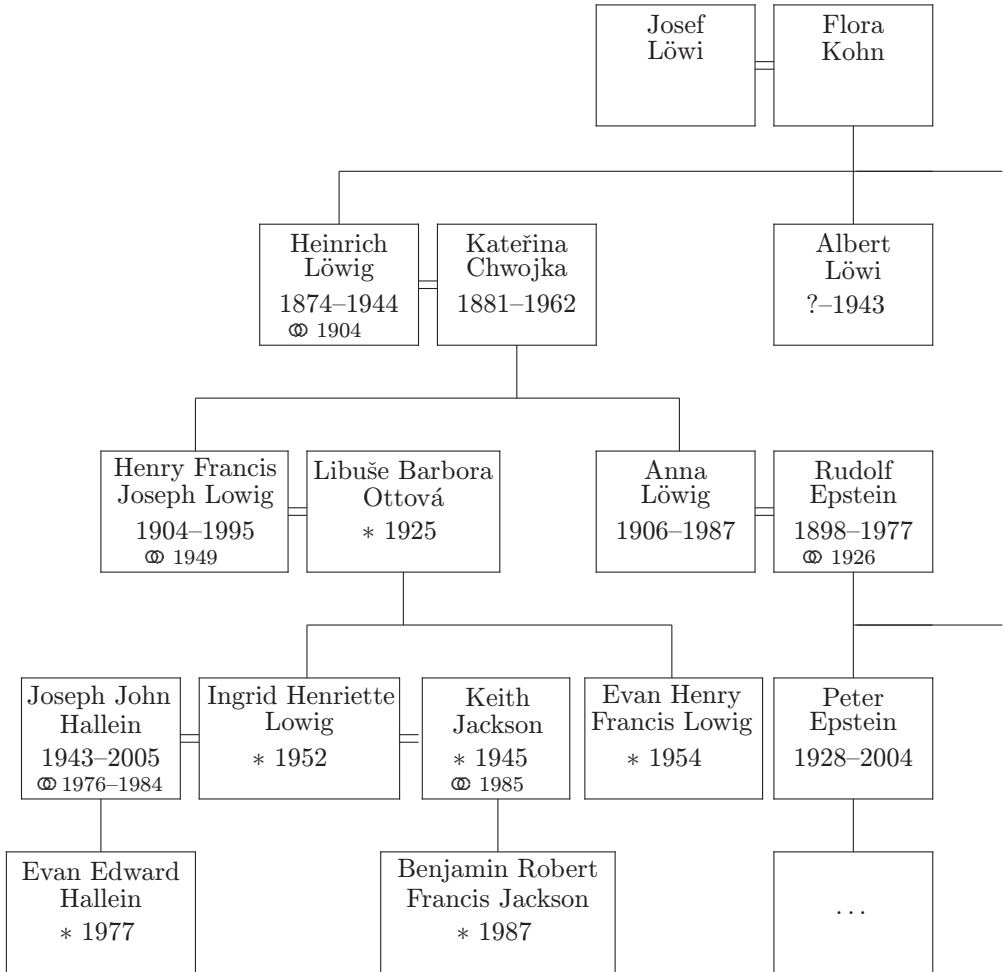 Josef
Löwi
Flora
Kohn
Heinrich
Löwig
1874–1944
⚭ 1904
Kateřina
Chwojka
1881–1962
Albert
Löwi
?–1943
Henry Francis
Joseph Lowig
1904–1995
⚭ 1949
Libuše Barbora
Ottová
* 1925
Anna
Löwig
1906–1987
Rudolf
Epstein
1898–1977
⚭ 1926
Joseph John
Hallein
1943–2005
⚭ 1976–1984
Ingrid Henriette
Lowig
* 1952
Keith
Jackson
* 1945
⚭ 1985
Evan Henry
Francis Lowig
* 1954
Peter
Epstein
1928–2004
Evan Edward
Hallein
* 1977
Benjamin Robert
Francis Jackson
* 1987
...